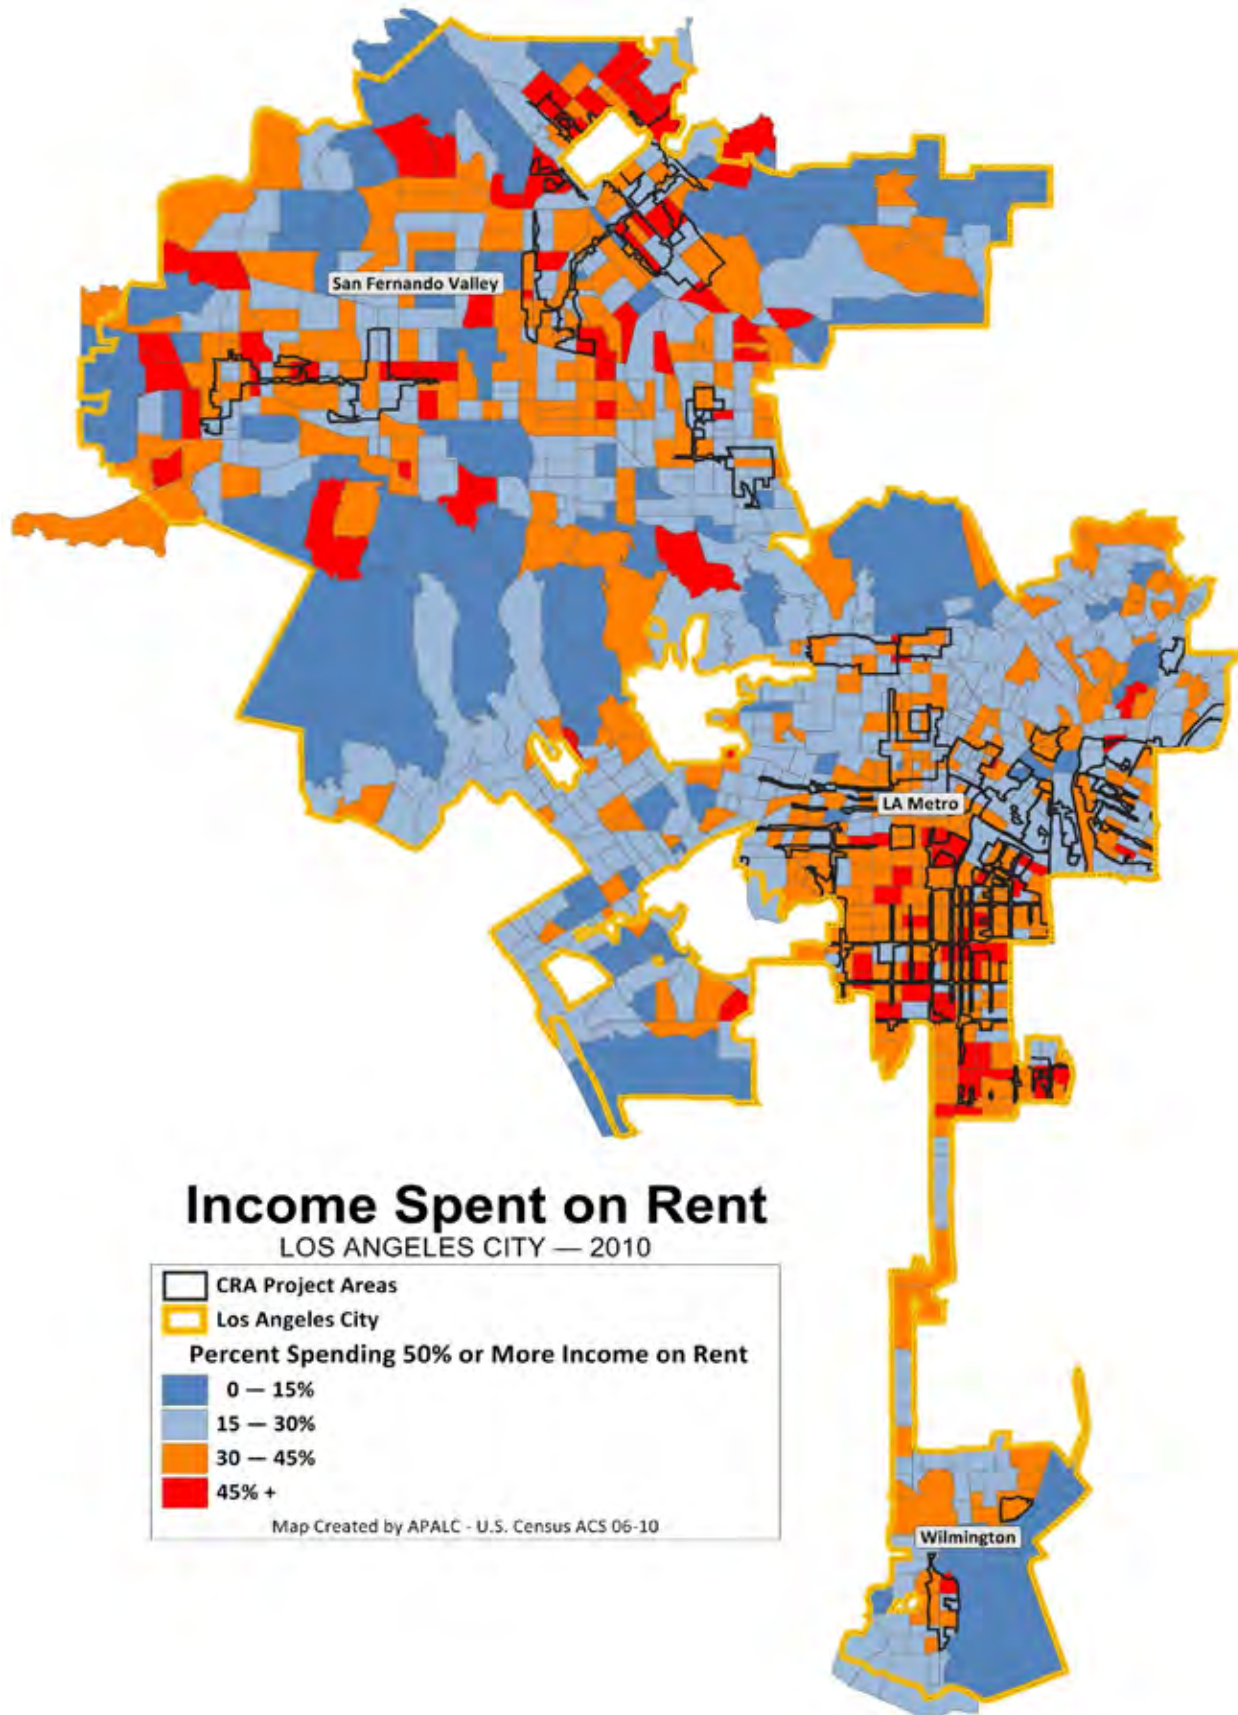 San Fernando Valley
LA Metro
Income Spent on Rent
LOS ANGELES CITY — 2010
CRA Project Areas
Los Angeles City
Percent Spending 50% or More Income on Rent
0 — 15%
15 — 30%
30 — 45%
45% +
Map Created by APALC - U.S. Census ACS 06-10
Wilmington